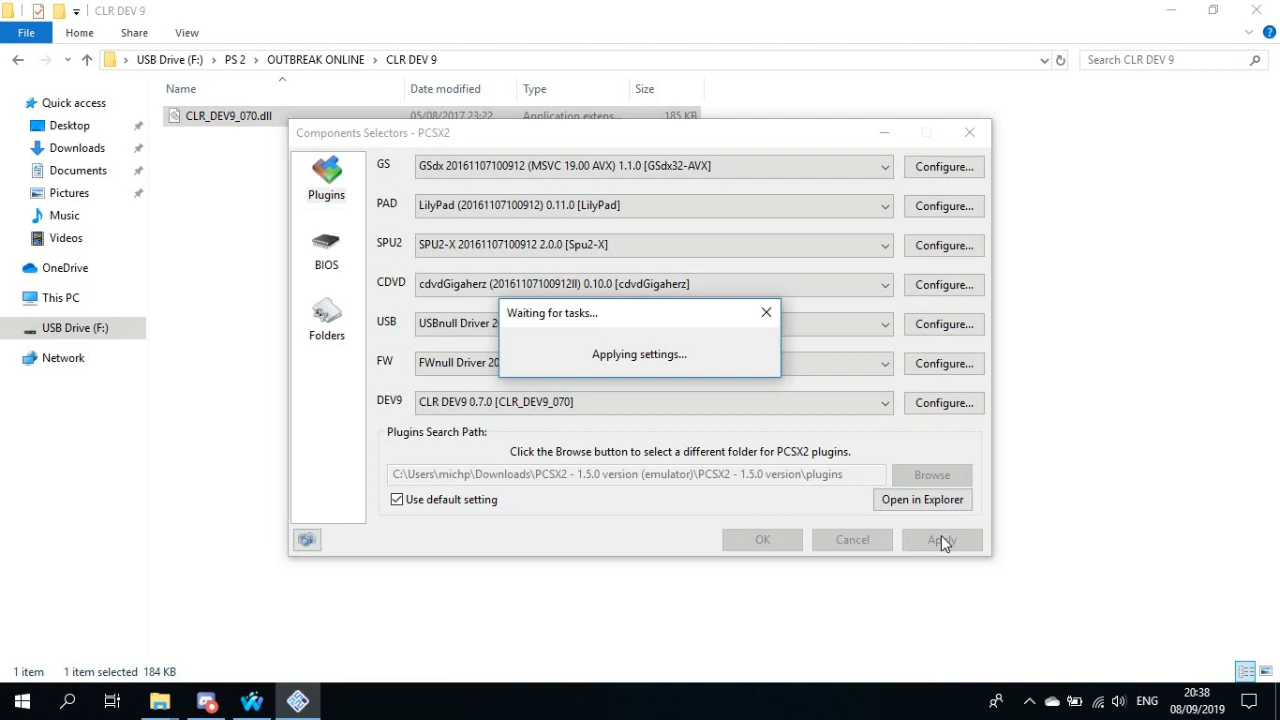 CLR DEV 9
File
Home
Share
View
USB Drive (F:)
PS 2
OUTBREAK ONLINE
CLR DEV 9
Search CLR DEV 9
Name
Date modified
Type
Size
Quick access
Desktop
Downloads
Documents
Pictures
Music
Videos
OneDrive
This PC
USB Drive (F:)
Network
CLR_DEV9_070.dll
05/08/2017 23:22
Application extens...
185 KB
Components Selectors - PCSX2
Plugins
BIOS
Folders
GS
GSdx 20161107100912 (MSVC 19.00 AVX) 1.1.0 [GSdx32-AVX]
Configure...
PAD
LilyPad (20161107100912) 0.11.0 [LilyPad]
Configure...
SPU2
SPU2-X 20161107100912 2.0.0 [Spu2-X]
Configure...
CDVD
cdvdGigaherz (20161107100912II) 0.10.0 [cdvdGigaherz]
Configure...
USB
USBnull Driver 20
Configure...
FW
FWnull Driver 20
Configure...
DEV9
CLR DEV9 0.7.0 [CLR_DEV9_070]
Configure...
Waiting for tasks...
Applying settings...
Plugins Search Path:
Click the Browse button to select a different folder for PCSX2 plugins.
C:\Users\michp\Downloads\PCSX2 - 1.5.0 version (emulator)\PCSX2 - 1.5.0 version\plugins
Browse
Use default setting
Open in Explorer
OK
Cancel
Apply
1 item
1 item selected 184 KB
ENG
20:38
08/09/2019